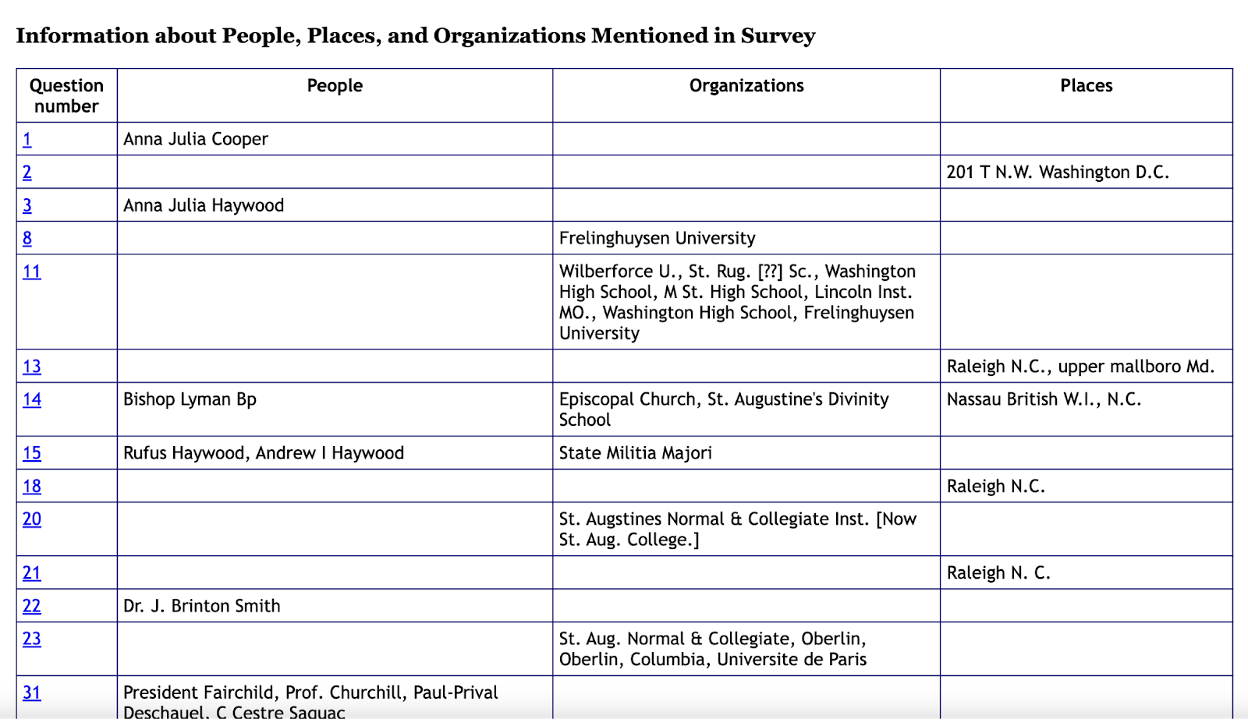 Information about People, Places, and Organizations Mentioned in Survey
Question number People Organizations Places
1 Anna Julia Cooper
2 201 T N.W. Washington D.C.
3 Anna Julia Haywood
8 Frelinghuysen University
11 Wilberforce U., St. Rug. [??] Sc., Washington
High School, M St. High School, Lincoln Inst.
MO., Washington High School, Frelinghuysen
University
13 Raleigh N.C., upper mallboro Md.
14 Bishop Lyman Bp Episcopal Church, St. Augustine's Divinity School Nassau British W.I., N.C.
15 Rufus Haywood, Andrew I Haywood State Militia Majori
18 Raleigh N.C.
20 St. Augstines Normal & Collegiate Inst. [Now
St. Aug. College.]
21 Raleigh N. C.
22 Dr. J. Brinton Smith
23 St. Aug. Normal & Collegiate, Oberlin,
Oberlin, Columbia, Universite de Paris
31 President Fairchild, Prof. Churchill, Paul-Prival
Deschauel, C Cestre Saguac